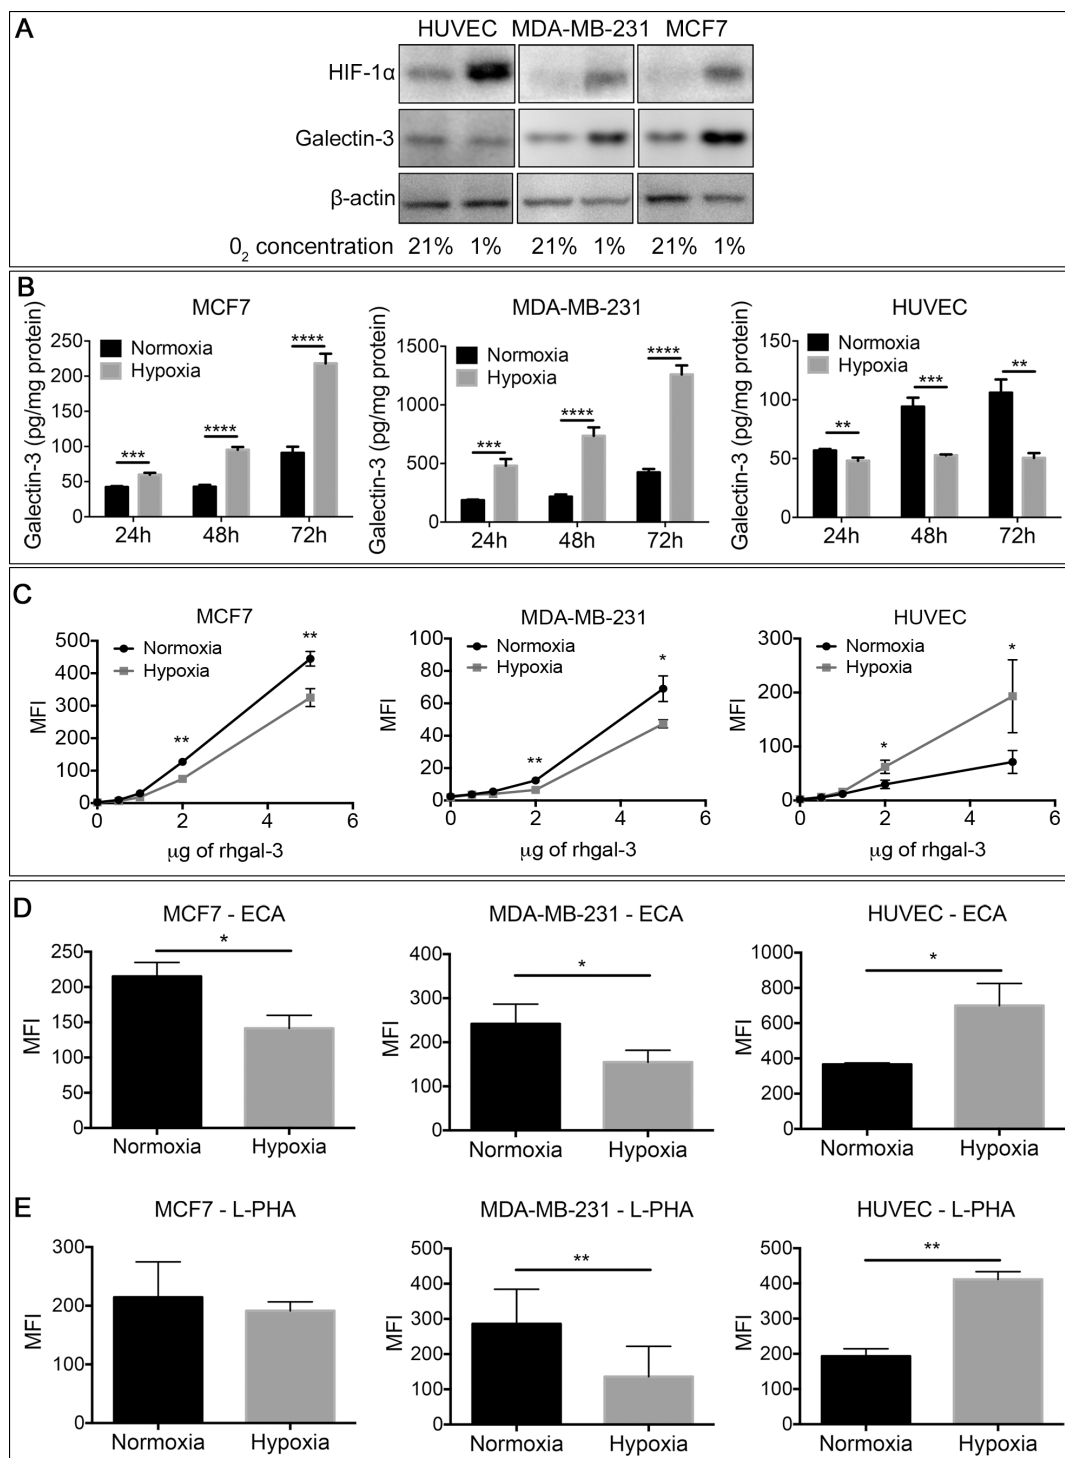 A
HUVEC MDA-MB-231 MCF7
HIF-1α
Galectin-3
β-actin
0₂ concentration 21% 1% 21% 1% 21% 1%
B
MCF7
Galectin-3 (pg/mg protein)
250
200
150
100
50
0
Normoxia
Hypoxia
*** **** ****
24h 48h 72h
MDA-MB-231
Galectin-3 (pg/mg protein)
1500
1000
500
0
Normoxia
Hypoxia
*** **** ****
24h 48h 72h
HUVEC
Galectin-3 (pg/mg protein)
150
100
50
0
Normoxia
Hypoxia
** *** **
24h 48h 72h
C
MCF7
MFI
500
400
300
200
100
0
Normoxia
Hypoxia
** **
0 2 4 6
μg of rhgal-3
MDA-MB-231
MFI
100
80
60
40
20
0
Normoxia
Hypoxia
** *
0 2 4 6
μg of rhgal-3
HUVEC
MFI
300
200
100
0
Normoxia
Hypoxia
* *
0 2 4 6
μg of rhgal-3
D
MCF7 - ECA
MFI
250
200
150
100
50
0
*
Normoxia Hypoxia
MDA-MB-231 - ECA
MFI
400
300
200
100
0
*
Normoxia Hypoxia
HUVEC - ECA
MFI
1000
800
600
400
200
0
*
Normoxia Hypoxia
E
MCF7 - L-PHA
MFI
300
200
100
0
Normoxia Hypoxia
MDA-MB-231 - L-PHA
MFI
500
400
300
200
100
0
**
Normoxia Hypoxia
HUVEC - L-PHA
MFI
500
400
300
200
100
0
**
Normoxia Hypoxia